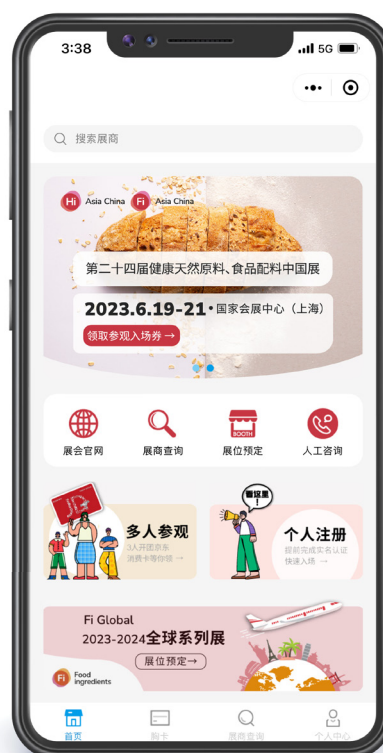 3:38
5G
搜索展商
Hi Asia China Fi Asia China
第二十四届健康天然原料、食品配料中国展
2023.6.19-21·国家会展中心（上海）
领取参观入场券→
BOOTH
展会官网 展商查询 展位预定 人工咨询
JD
看这里!
多人参观
3人开团京东
消费卡等你领 →
个人注册
提前完成实名认证
快速入场 →
Fi Global
2023-2024全球系列展
展位预定→
Fi Food
ingredients
首页 胸卡 展商查询 个人中心